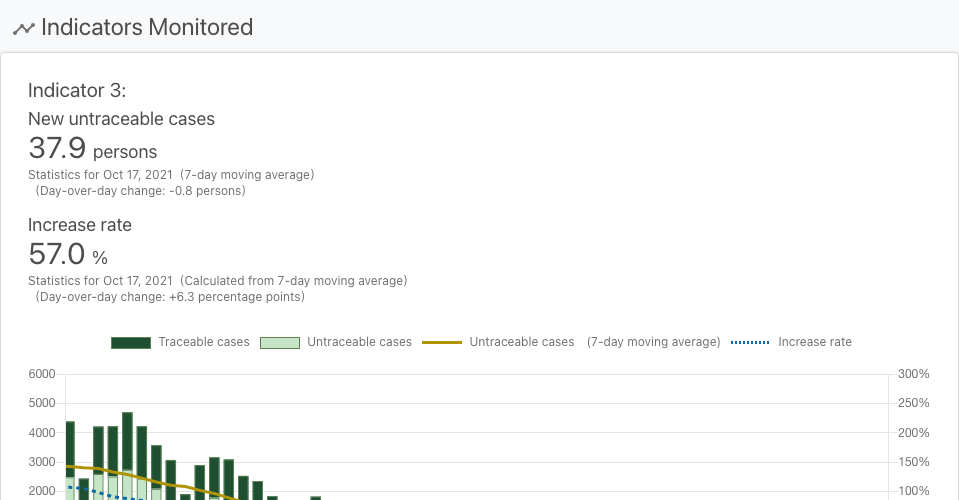 Indicators Monitored
Indicator 3:
New untraceable cases
37.9 persons
Statistics for Oct 17, 2021 (7-day moving average)
(Day-over-day change: -0.8 persons)
Increase rate
57.0 %
Statistics for Oct 17, 2021 (Calculated from 7-day moving average)
(Day-over-day change: +6.3 percentage points)
Traceable cases Untraceable cases Untraceable cases (7-day moving average) Increase rate
6000 300%
5000 250%
4000 200%
3000 150%
2000 100%